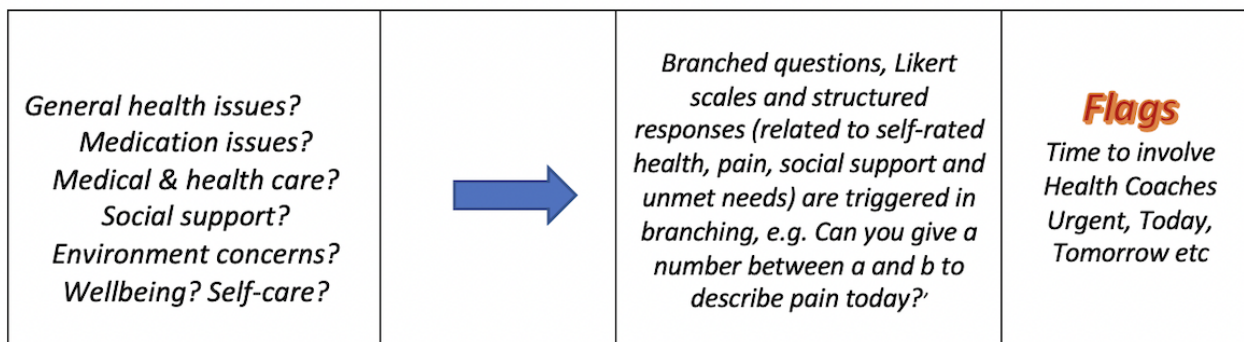 General health issues?
Medication issues?
Medical & health care?
Social support?
Environment concerns?
Wellbeing? Self-care?
Branched questions, Likert
scales and structured
responses (related to self-rated
health, pain, social support and
unmet needs) are triggered in
branching, e.g. Can you give a
number between a and b to
describe pain today?’
Flags
Time to involve
Health Coaches
Urgent, Today,
Tomorrow etc